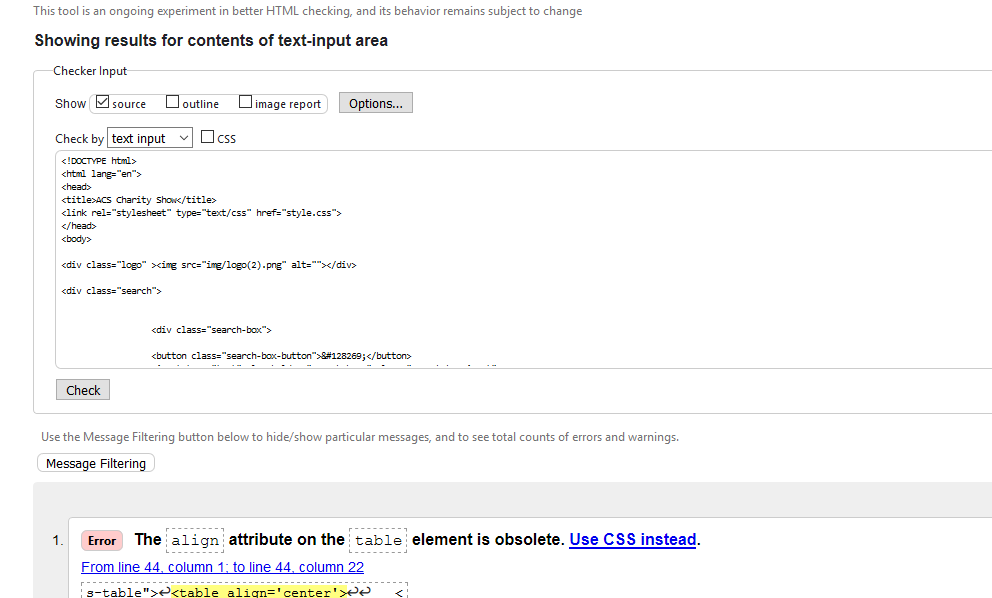 This tool is an ongoing experiment in better HTML checking, and its behavior remains subject to change
Showing results for contents of text-input area
Checker Input
Show source outline image report Options...
Check by text input CSS
<!DOCTYPE html>
<html lang="en">
<head>
<title>ACS Charity Show</title>
<link rel="stylesheet" type="text/css" href="style.css">
</head>
<body>
<div class="logo" ><img src="img/logo(2).png" alt=""></div>
<div class="search">
<div class="search-box">
<button class="search-box-button">&#128269;</button>
Check
Use the Message Filtering button below to hide/show particular messages, and to see total counts of errors and warnings.
Message Filtering
1. Error The align attribute on the table element is obsolete. Use CSS instead.
From line 44, column 1; to line 44, column 22
s-table">↩<table align='center'>↩↩ <